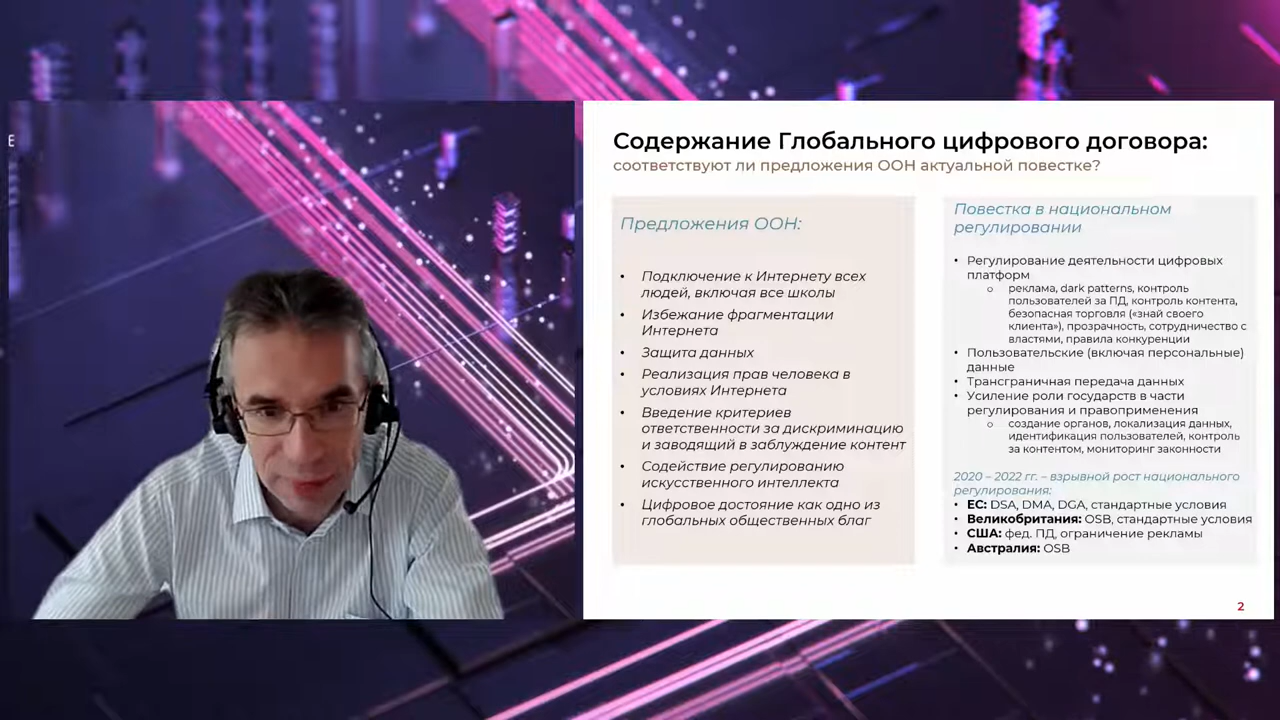 E
Содержание Глобального цифрового договора:
соответствуют ли предложения ООН актуальной повестке?
Предложения ООН:
• Подключение к Интернету всех
людей, включая все школы
• Избежание фрагментации
Интернета
• Защита данных
• Реализация прав человека в
условиях Интернета
• Введение критериев
ответственности за дискриминацию
и заводящий в заблуждение контент
• Содействие регулированию
искусственного интеллекта
• Цифровое достояние как одно из
глобальных общественных благ
Повестка в национальном
регулировании
• Регулирование деятельности цифровых
платформ
o реклама, dark patterns, контроль
пользователей за ПД, контроль контента,
безопасная торговля («знай своего
клиента»), прозрачность, сотрудничество с
властями, правила конкуренции
• Пользовательские (включая персональные)
данные
• Трансграничная передача данных
• Усиление роли государств в части
регулирования и правоприменения
o создание органов, локализация данных,
идентификация пользователей, контроль
за контентом, мониторинг законности
2020 – 2022 гг. – взрывной рост национального
регулирования:
• ЕС: DSA, DMA, DGA, стандартные условия
• Великобритания: OSB, стандартные условия
• США: фед. ПД, ограничение рекламы
• Австралия: OSB
2